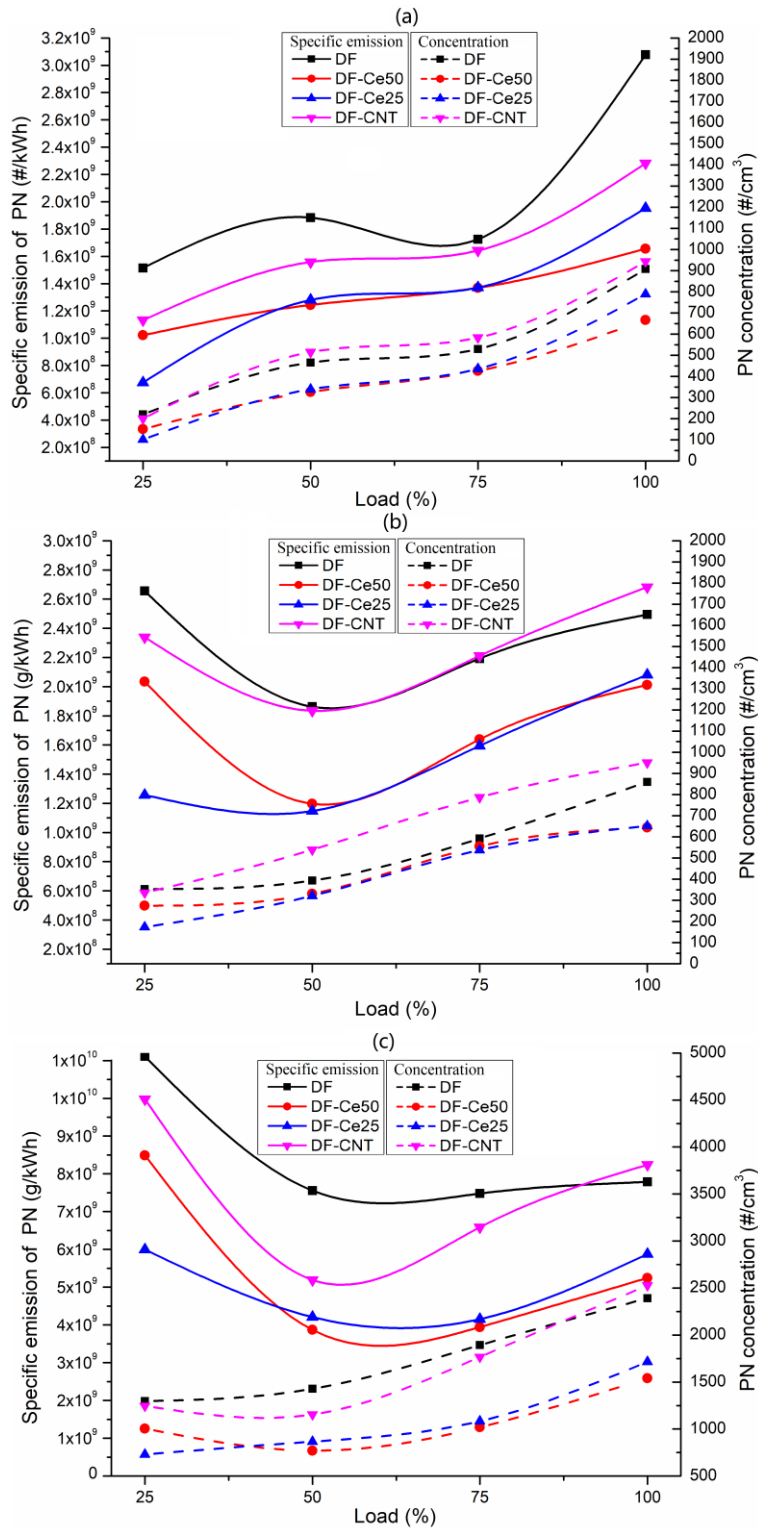 (a)
Specific emission
Concentration
DF
DF
DF-Ce50
DF-Ce50
DF-Ce25
DF-Ce25
DF-CNT
DF-CNT
3.2x10⁹
3.0x10⁹
2.8x10⁹
2.6x10⁹
2.4x10⁹
2.2x10⁹
2.0x10⁹
1.8x10⁹
1.6x10⁹
1.4x10⁹
1.2x10⁹
1.0x10⁹
8.0x10⁸
6.0x10⁸
4.0x10⁸
2.0x10⁸
Specific emission of PN (#/kWh)
2000
1900
1800
1700
1600
1500
1400
1300
1200
1100
1000
900
800
700
600
500
400
300
200
100
0
PN concentration (#/cm³)
25
50
75
100
Load (%)
(b)
Specific emission
Concentration
DF
DF
DF-Ce50
DF-Ce50
DF-Ce25
DF-Ce25
DF-CNT
DF-CNT
3.0x10⁹
2.8x10⁹
2.6x10⁹
2.4x10⁹
2.2x10⁹
2.0x10⁹
1.8x10⁹
1.6x10⁹
1.4x10⁹
1.2x10⁹
1.0x10⁹
8.0x10⁸
6.0x10⁸
4.0x10⁸
2.0x10⁸
Specific emission of PN (g/kWh)
2000
1900
1800
1700
1600
1500
1400
1300
1200
1100
1000
900
800
700
600
500
400
300
200
100
0
PN concentration (#/cm³)
25
50
75
100
Load (%)
(c)
Specific emission
Concentration
DF
DF
DF-Ce50
DF-Ce50
DF-Ce25
DF-Ce25
DF-CNT
DF-CNT
1x10¹⁰
1x10¹⁰
9x10⁹
8x10⁹
7x10⁹
6x10⁹
5x10⁹
4x10⁹
3x10⁹
2x10⁹
1x10⁹
0
Specific emission of PN (g/kWh)
5000
4500
4000
3500
3000
2500
2000
1500
1000
500
PN concentration (#/cm³)
25
50
75
100
Load (%)